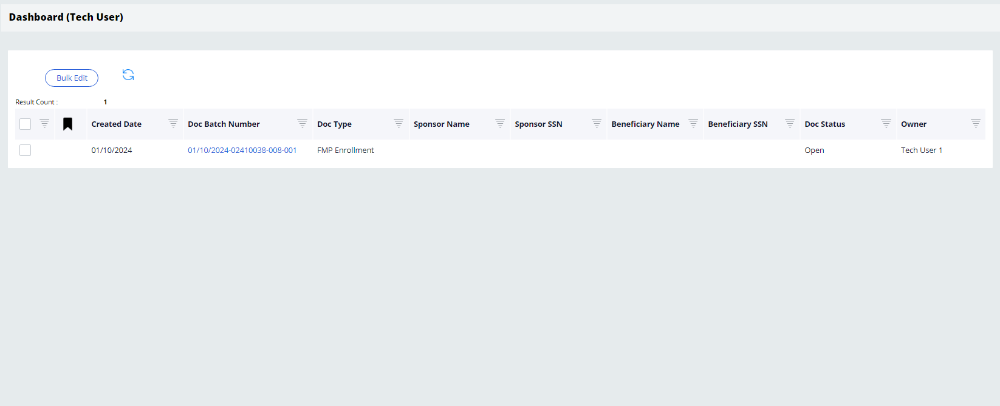 Dashboard (Tech User)
Bulk Edit
Result Count : 1
Created Date Doc Batch Number Doc Type Sponsor Name Sponsor SSN Beneficiary Name Beneficiary SSN Doc Status Owner
01/10/2024 01/10/2024-02410038-008-001 FMP Enrollment Open Tech User 1